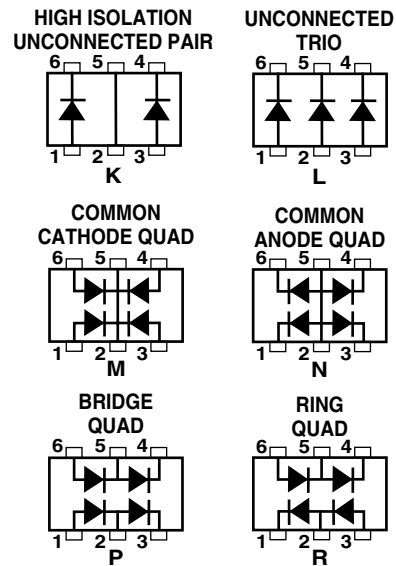 HIGH ISOLATION
UNCONNECTED PAIR
6 5 4
1 2 3
K
UNCONNECTED
TRIO
6 5 4
1 2 3
L
COMMON
CATHODE QUAD
6 5 4
1 2 3
M
COMMON
ANODE QUAD
6 5 4
1 2 3
N
BRIDGE
QUAD
6 5 4
1 2 3
P
RING
QUAD
6 5 4
1 2 3
R